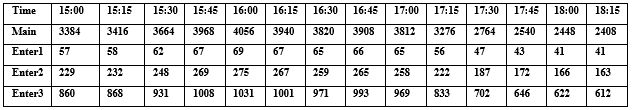 Time 15:00 15:15 15:30 15:45 16:00 16:15 16:30 16:45 17:00 17:15 17:30 17:45 18:00 18:15
Main 3384 3416 3664 3968 4056 3940 3820 3908 3812 3276 2764 2540 2448 2408
Enter1 57 58 62 67 69 67 65 66 65 56 47 43 41 41
Enter2 229 232 248 269 275 267 259 265 258 222 187 172 166 163
Enter3 860 868 931 1008 1031 1001 971 993 969 833 702 646 622 612